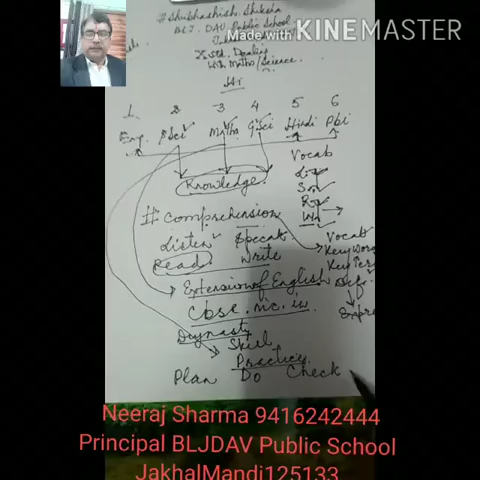 # Shubhashish Shiksha
BLJ. DAV Public School
Made with KINEMASTER
X std. Dealing
With Maths/Science.
1. 2 3 4 5 6
Eng. S.Sci Maths G.Sci Hindi Pbi
Vocab
Knowledge.
# Comprehension
Listen Speak
Read Write
Vocab
Key Word
Extension of English
Cbse.nic.in
Dynasty
Skill
Practice
Plan Do Check
Neeraj Sharma 9416242444
Principal BLJDAV Public School
JakhalMandi125133